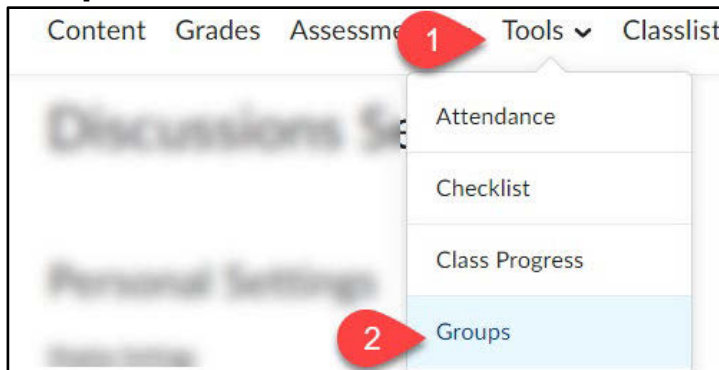 Content Grades Assessme 1 Tools Classlist
Attendance
Checklist
Class Progress
2 Groups